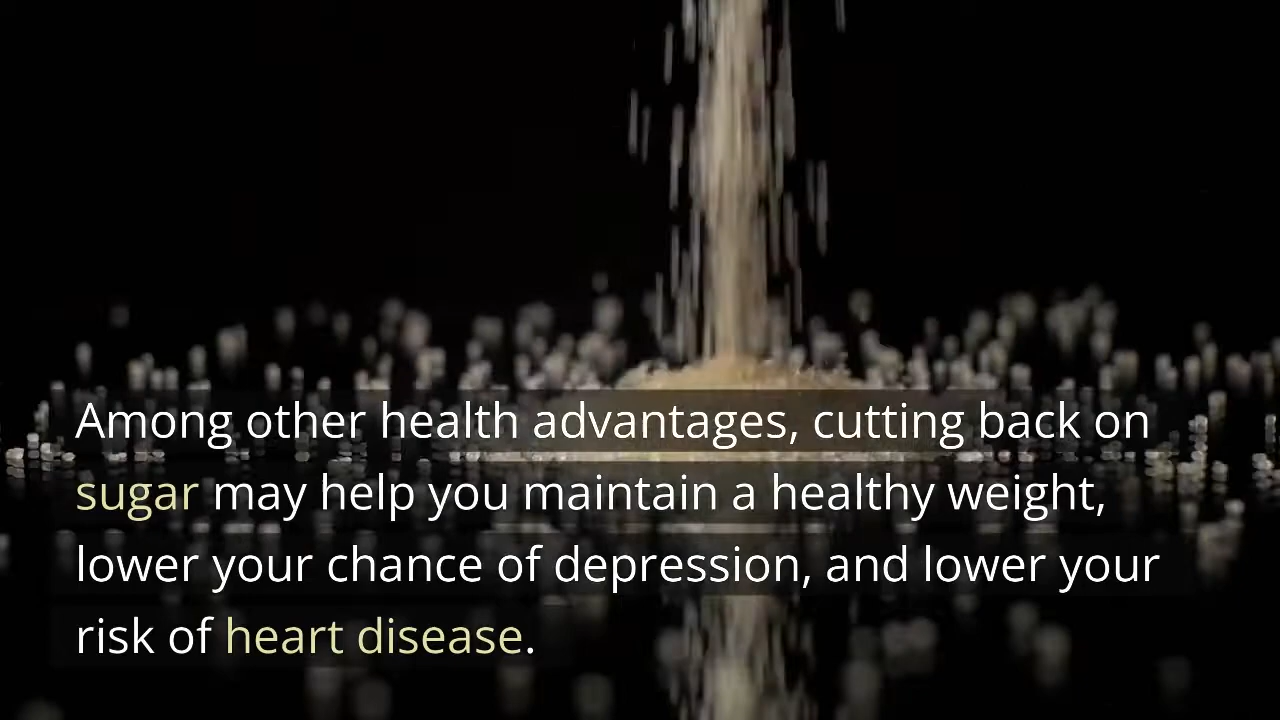 Among other health advantages, cutting back on
sugar may help you maintain a healthy weight,
lower your chance of depression, and lower your
risk of heart disease.